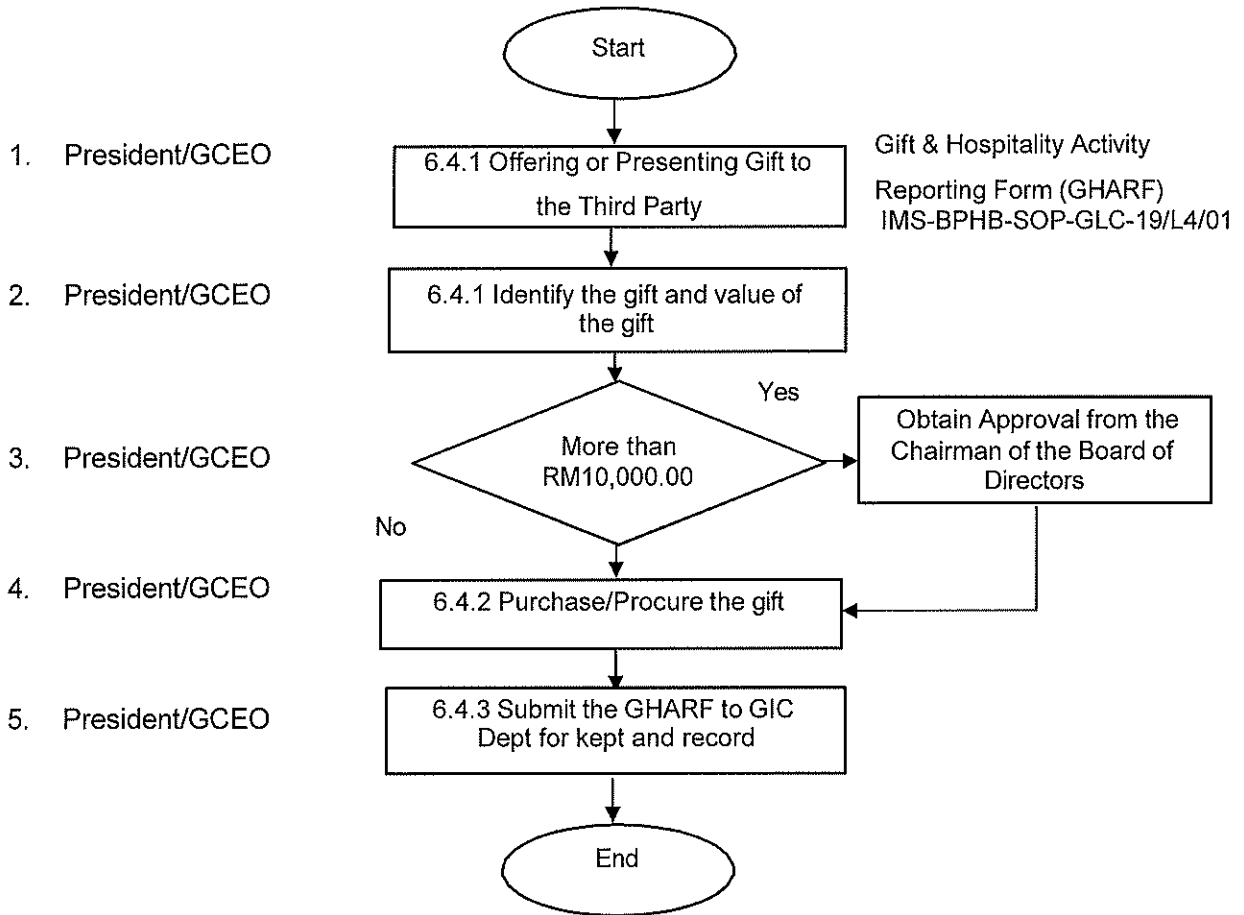 Start
1. President/GCEO
6.4.1 Offering or Presenting Gift to
the Third Party
Gift & Hospitality Activity
Reporting Form (GHARF)
IMS-BPHB-SOP-GLC-19/L4/01
2. President/GCEO
6.4.1 Identify the gift and value of
the gift
3. President/GCEO
More than
RM10,000.00
Yes
Obtain Approval from the
Chairman of the Board of
Directors
No
4. President/GCEO
6.4.2 Purchase/Procure the gift
5. President/GCEO
6.4.3 Submit the GHARF to GIC
Dept for kept and record
End